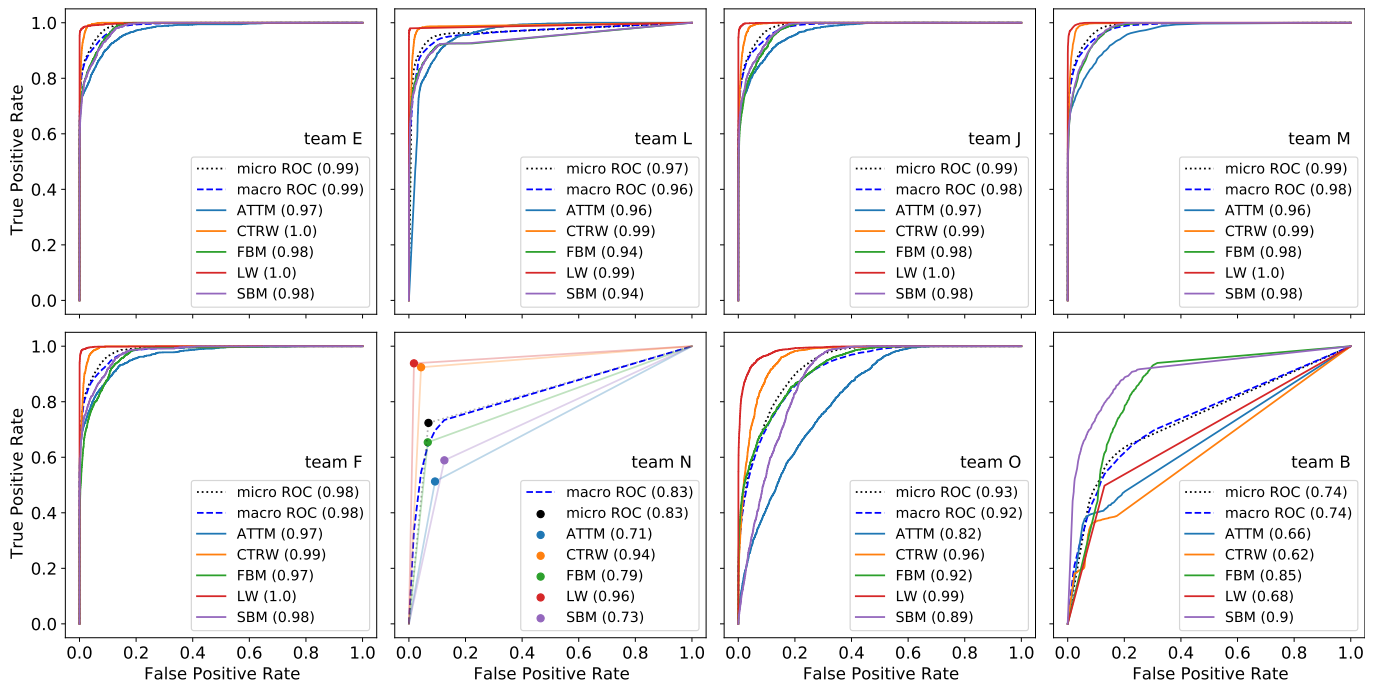 1.0
0.8
0.6
0.4
0.2
0.0
True Positive Rate
team E
micro ROC (0.99)
macro ROC (0.99)
ATTM (0.97)
CTRW (1.0)
FBM (0.98)
LW (1.0)
SBM (0.98)
team L
micro ROC (0.97)
macro ROC (0.96)
ATTM (0.96)
CTRW (0.99)
FBM (0.94)
LW (0.99)
SBM (0.94)
team J
micro ROC (0.99)
macro ROC (0.98)
ATTM (0.97)
CTRW (0.99)
FBM (0.98)
LW (1.0)
SBM (0.98)
team M
micro ROC (0.99)
macro ROC (0.98)
ATTM (0.96)
CTRW (0.99)
FBM (0.98)
LW (1.0)
SBM (0.98)
1.0
0.8
0.6
0.4
0.2
0.0
True Positive Rate
team F
micro ROC (0.98)
macro ROC (0.98)
ATTM (0.97)
CTRW (0.99)
FBM (0.97)
LW (1.0)
SBM (0.98)
0.0 0.2 0.4 0.6 0.8 1.0
False Positive Rate
team N
macro ROC (0.83)
micro ROC (0.83)
ATTM (0.71)
CTRW (0.94)
FBM (0.79)
LW (0.96)
SBM (0.73)
0.0 0.2 0.4 0.6 0.8 1.0
False Positive Rate
team O
micro ROC (0.93)
macro ROC (0.92)
ATTM (0.82)
CTRW (0.96)
FBM (0.92)
LW (0.99)
SBM (0.89)
0.0 0.2 0.4 0.6 0.8 1.0
False Positive Rate
team B
micro ROC (0.74)
macro ROC (0.74)
ATTM (0.66)
CTRW (0.62)
FBM (0.85)
LW (0.68)
SBM (0.9)
0.0 0.2 0.4 0.6 0.8 1.0
False Positive Rate